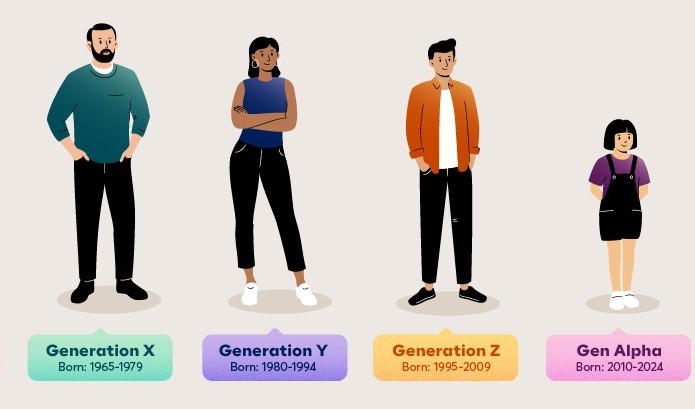 Generation X
Born: 1965-1979
Generation Y
Born: 1980-1994
Generation Z
Born: 1995-2009
Gen Alpha
Born: 2010-2024